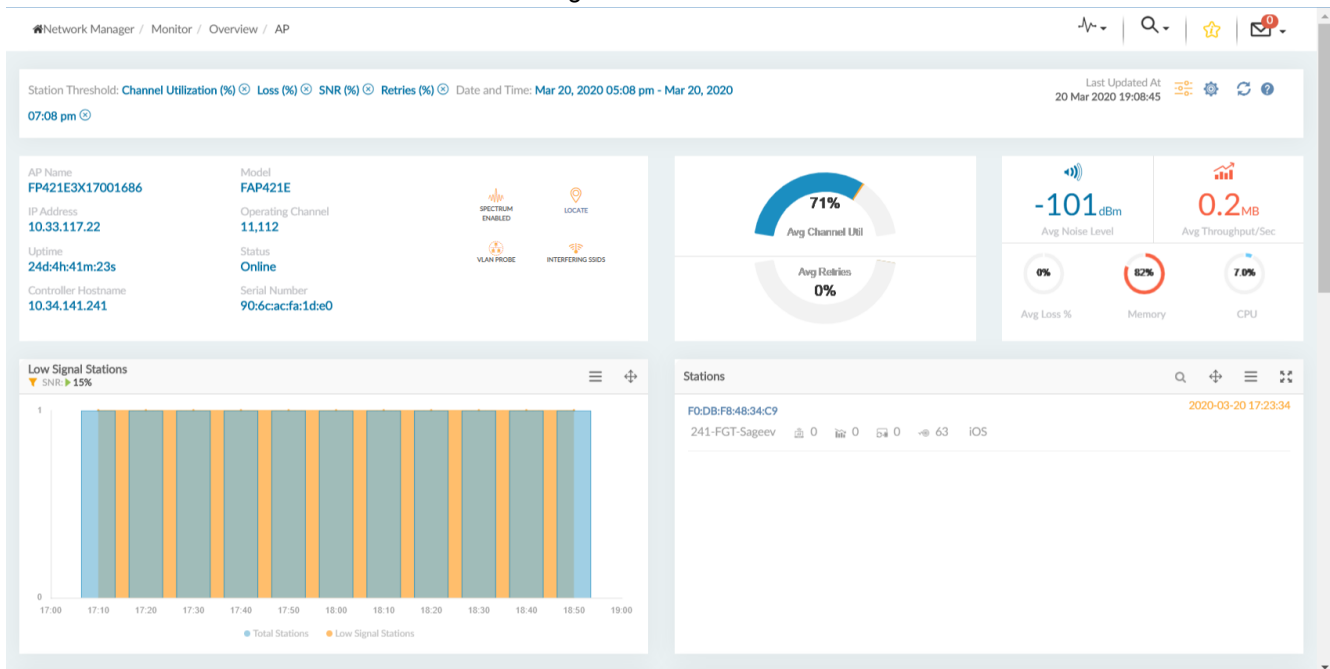 Network Manager / Monitor / Overview / AP
0
Station Threshold: Channel Utilization (%) Loss (%) SNR (%) Retries (%) Date and Time: Mar 20, 2020 05:08 pm - Mar 20, 2020
07:08 pm
Last Updated At
20 Mar 2020 19:08:45
AP Name
FP421E3X17001686
Model
FAP421E
IP Address
10.33.117.22
Operating Channel
11,112
Uptime
24d:4h:41m:23s
Status
Online
Controller Hostname
10.34.141.241
Serial Number
90:6c:ac:fa:1d:e0
SPECTRUM
ENABLED
LOCATE
VLAN PROBE
INTERFERING SSIDS
71%
Avg Channel Util
Avg Retries
0%
-101 dBm
Avg Noise Level
0.2 MB
Avg Throughput/Sec
0%
Avg Loss %
82%
Memory
7.0%
CPU
Low Signal Stations
SNR: 15%
1
0
17:00 17:10 17:20 17:30 17:40 17:50 18:00 18:10 18:20 18:30 18:40 18:50 19:00
Total Stations Low Signal Stations
Stations
F0:DB:F8:48:34:C9
2020-03-20 17:23:34
241-FGT-Sageev 0 0 0 63 iOS